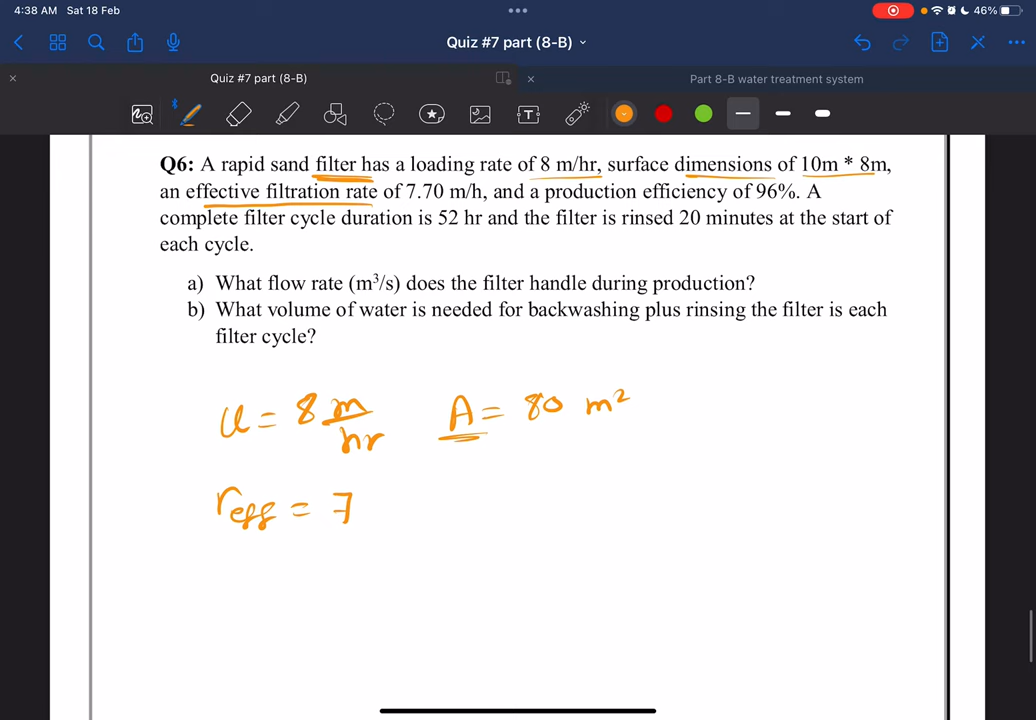 4:38 AM Sat 18 Feb
46%
Quiz #7 part (8-B)
Quiz #7 part (8-B)
Part 8-B water treatment system
Q6: A rapid sand filter has a loading rate of 8 m/hr, surface dimensions of 10m * 8m,
an effective filtration rate of 7.70 m/h, and a production efficiency of 96%. A
complete filter cycle duration is 52 hr and the filter is rinsed 20 minutes at the start of
each cycle.
a) What flow rate (m³/s) does the filter handle during production?
b) What volume of water is needed for backwashing plus rinsing the filter is each
filter cycle?
u = 8 m/hr A = 80 m²
reff = 7